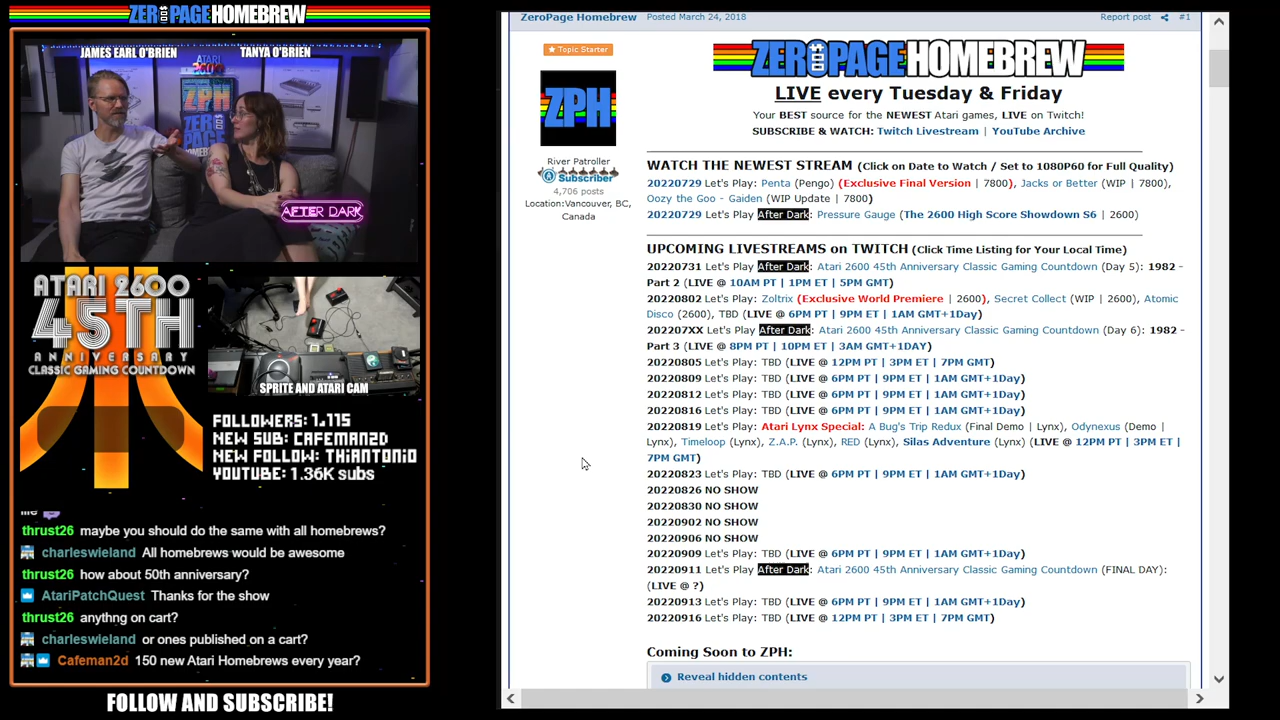 ZEROPAGE HOMEBREW
JAMES EARL O'BRIEN
TANYA O'BRIEN
ATARI
2600
ZPH
AFTER DARK
ATARI 2600
45TH
ANNIVERSARY
CLASSIC GAMING COUNTDOWN
SPRITE AND ATARI CAM
FOLLOWERS: 1,115
NEW SUB: CAFEMAN2D
NEW FOLLOW: THIANTONIO
YOUTUBE: 1.36K subs
thrust26 maybe you should do the same with all homebrews?
charleswieland All homebrews would be awesome
thrust26 how about 50th anniversary?
AtariPatchQuest Thanks for the show
thrust26 anythng on cart?
charleswieland or ones published on a cart?
Cafeman2d 150 new Atari Homebrews every year?
FOLLOW AND SUBSCRIBE!
ZeroPage Homebrew Posted March 24, 2018 Report post #1
Topic Starter
ZPH
River Patroller
Subscriber
4,706 posts
Location:Vancouver, BC,
Canada
ZEROPAGE HOMEBREW
LIVE every Tuesday & Friday
Your BEST source for the NEWEST Atari games, LIVE on Twitch!
SUBSCRIBE & WATCH: Twitch Livestream | YouTube Archive
WATCH THE NEWEST STREAM (Click on Date to Watch / Set to 1080P60 for Full Quality)
20220729 Let's Play: Penta (Pengo) (Exclusive Final Version | 7800), Jacks or Better (WIP | 7800),
Oozy the Goo - Gaiden (WIP Update | 7800)
20220729 Let's Play After Dark: Pressure Gauge (The 2600 High Score Showdown S6 | 2600)
UPCOMING LIVESTREAMS on TWITCH (Click Time Listing for Your Local Time)
20220731 Let's Play After Dark: Atari 2600 45th Anniversary Classic Gaming Countdown (Day 5): 1982 -
Part 2 (LIVE @ 10AM PT | 1PM ET | 5PM GMT)
20220802 Let's Play: Zoltrix (Exclusive World Premiere | 2600), Secret Collect (WIP | 2600), Atomic
Disco (2600), TBD (LIVE @ 6PM PT | 9PM ET | 1AM GMT+1Day)
202207XX Let's Play After Dark: Atari 2600 45th Anniversary Classic Gaming Countdown (Day 6): 1982 -
Part 3 (LIVE @ 8PM PT | 10PM ET | 3AM GMT+1DAY)
20220805 Let's Play: TBD (LIVE @ 12PM PT | 3PM ET | 7PM GMT)
20220809 Let's Play: TBD (LIVE @ 6PM PT | 9PM ET | 1AM GMT+1Day)
20220812 Let's Play: TBD (LIVE @ 6PM PT | 9PM ET | 1AM GMT+1Day)
20220816 Let's Play: TBD (LIVE @ 6PM PT | 9PM ET | 1AM GMT+1Day)
20220819 Let's Play: Atari Lynx Special: A Bug's Trip Redux (Final Demo | Lynx), Odynexus (Demo |
Lynx), Timeloop (Lynx), Z.A.P. (Lynx), RED (Lynx), Silas Adventure (Lynx) (LIVE @ 12PM PT | 3PM ET |
7PM GMT)
20220823 Let's Play: TBD (LIVE @ 6PM PT | 9PM ET | 1AM GMT+1Day)
20220826 NO SHOW
20220830 NO SHOW
20220902 NO SHOW
20220906 NO SHOW
20220909 Let's Play: TBD (LIVE @ 6PM PT | 9PM ET | 1AM GMT+1Day)
20220911 Let's Play After Dark: Atari 2600 45th Anniversary Classic Gaming Countdown (FINAL DAY):
(LIVE @ ?)
20220913 Let's Play: TBD (LIVE @ 6PM PT | 9PM ET | 1AM GMT+1Day)
20220916 Let's Play: TBD (LIVE @ 12PM PT | 3PM ET | 7PM GMT)
Coming Soon to ZPH:
Reveal hidden contents